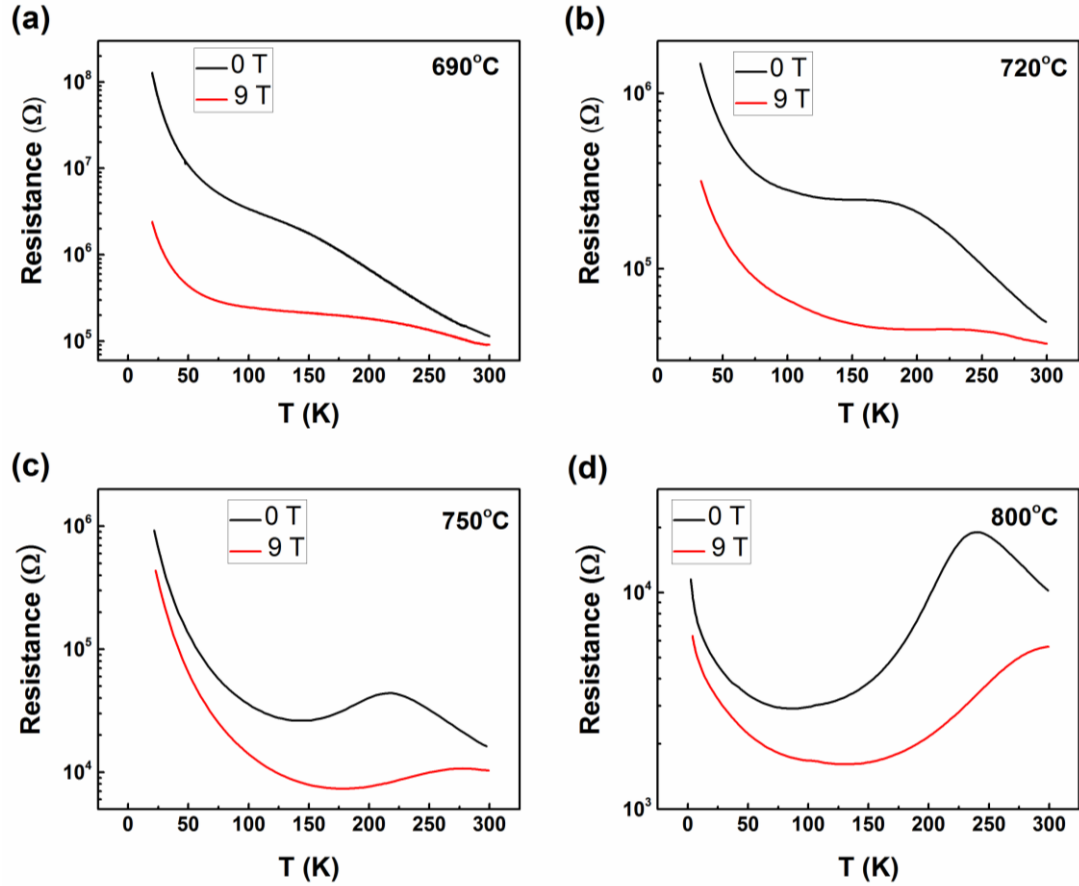 (a)
0 T
9 T
690°C
10⁸
10⁷
10⁶
10⁵
Resistance (Ω)
0 50 100 150 200 250 300
T (K)
(b)
0 T
9 T
720°C
10⁶
10⁵
Resistance (Ω)
0 50 100 150 200 250 300
T (K)
(c)
0 T
9 T
750°C
10⁶
10⁵
10⁴
Resistance (Ω)
0 50 100 150 200 250 300
T (K)
(d)
0 T
9 T
800°C
10⁴
10³
Resistance (Ω)
0 50 100 150 200 250 300
T (K)